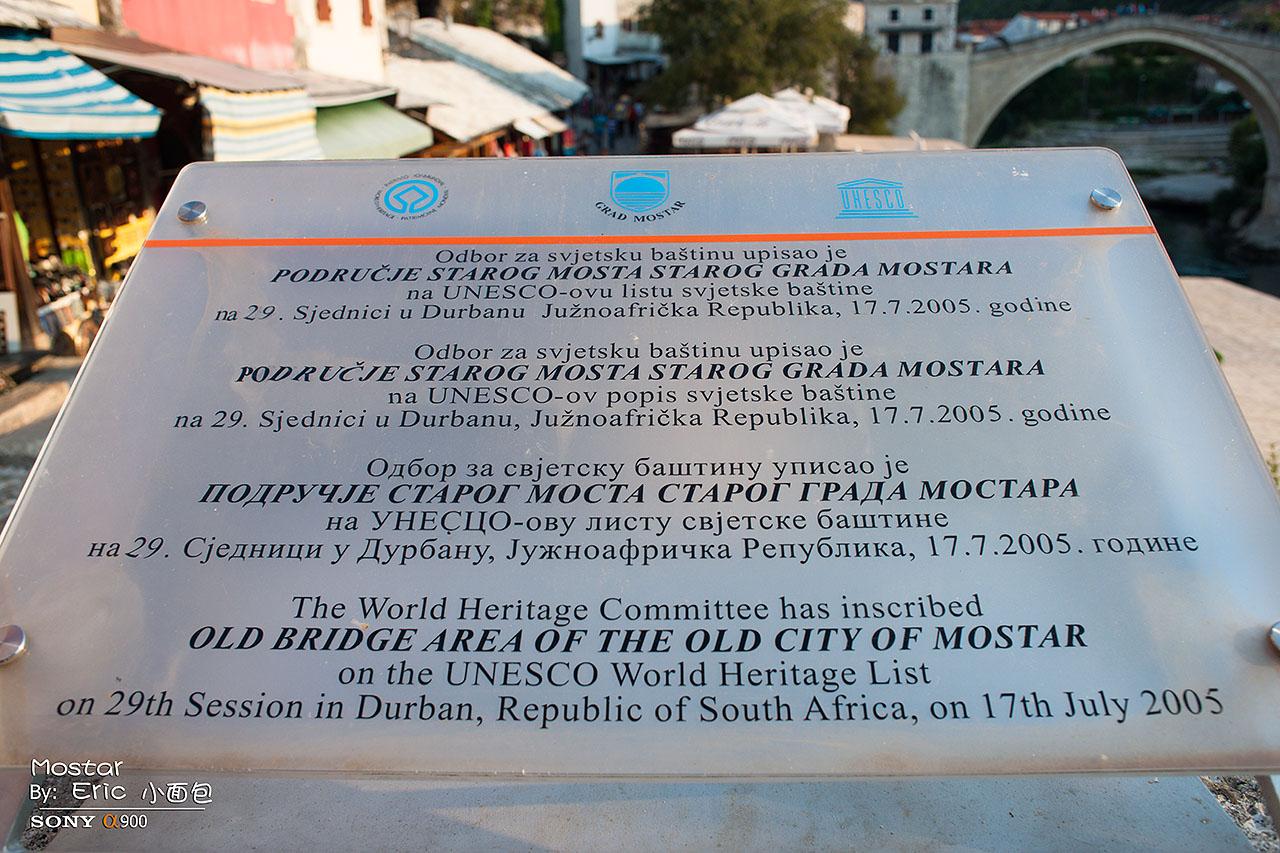 GRAD MOSTAR
UNESCO
Odbor za svjetsku baštinu upisao je
PODRUČJE STAROG MOSTA STAROG GRADA MOSTARA
na UNESCO-ovu listu svjetske baštine
na 29. Sjednici u Durbanu Južnoafrička Republika, 17.7.2005. godine
Odbor za svjetsku baštinu upisao je
PODRUČJE STAROG MOSTA STAROG GRADA MOSTARA
na UNESCO-ov popis svjetske baštine
na 29. Sjednici u Durbanu, Južnoafrička Republika, 17.7.2005. godine
Одбор за свјетску баштину уписао је
ПОДРУЧЈЕ СТАРОГ МОСТА СТАРОГ ГРАДА МОСТАРА
на УНЕСЦО-ову листу свјетске баштине
на 29. Сједници у Дурбану, Јужноафричка Република, 17.7.2005. године
The World Heritage Committee has inscribed
OLD BRIDGE AREA OF THE OLD CITY OF MOSTAR
on the UNESCO World Heritage List
on 29th Session in Durban, Republic of South Africa, on 17th July 2005
Mostar
By: Eric 小面包
SONY α900